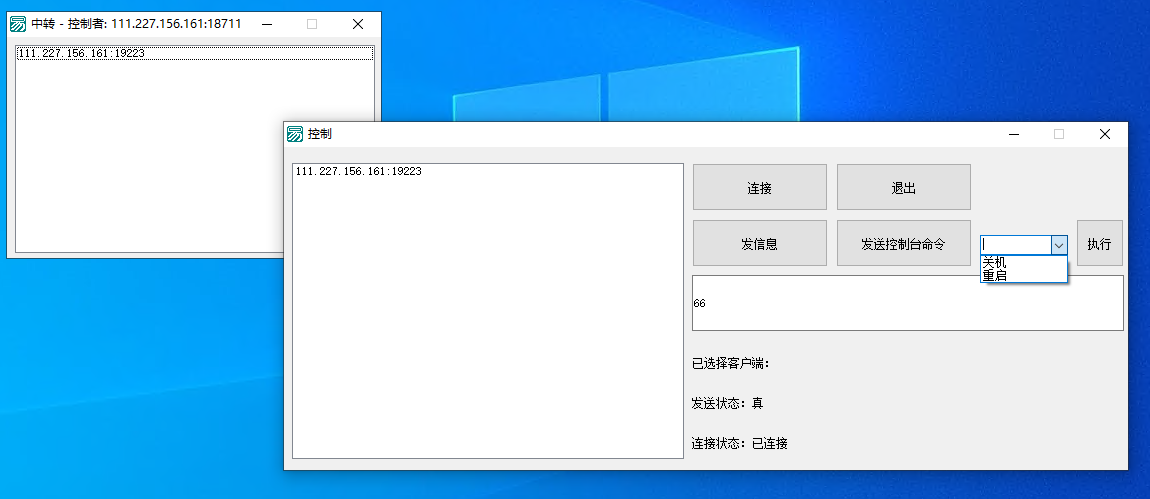 中转 - 控制者: 111.227.156.161:18711
111.227.156.161:19223
控制
111.227.156.161:19223
连接
退出
发信息
发送控制台命令
执行
关机
重启
66
已选择客户端:
发送状态: 真
连接状态: 已连接